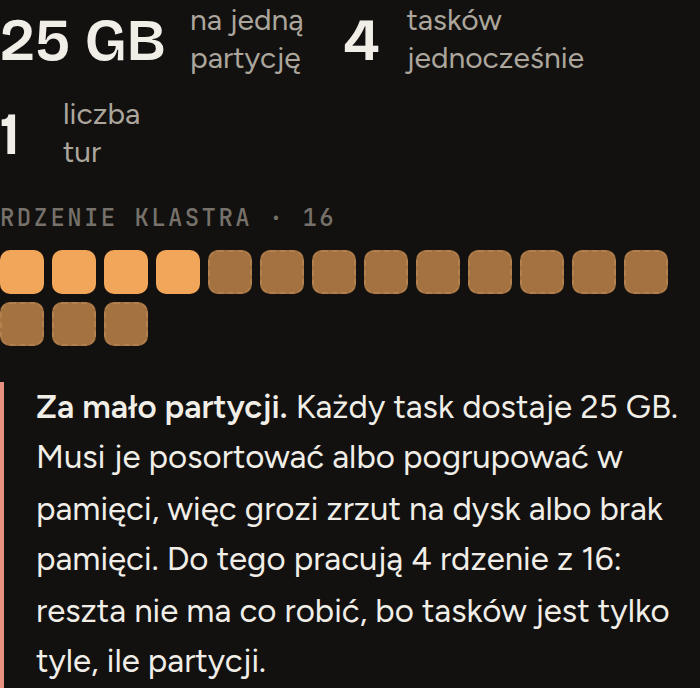 25 GB na jedną partycję 4 tasków jednocześnie
1 liczba tur
RDZENIE KLASTRA · 16
Za mało partycji. Każdy task dostaje 25 GB.
Musi je posortować albo pogrupować w
pamięci, więc grozi zrzut na dysk albo brak
pamięci. Do tego pracują 4 rdzenie z 16:
reszta nie ma co robić, bo tasków jest tylko
tyle, ile partycji.